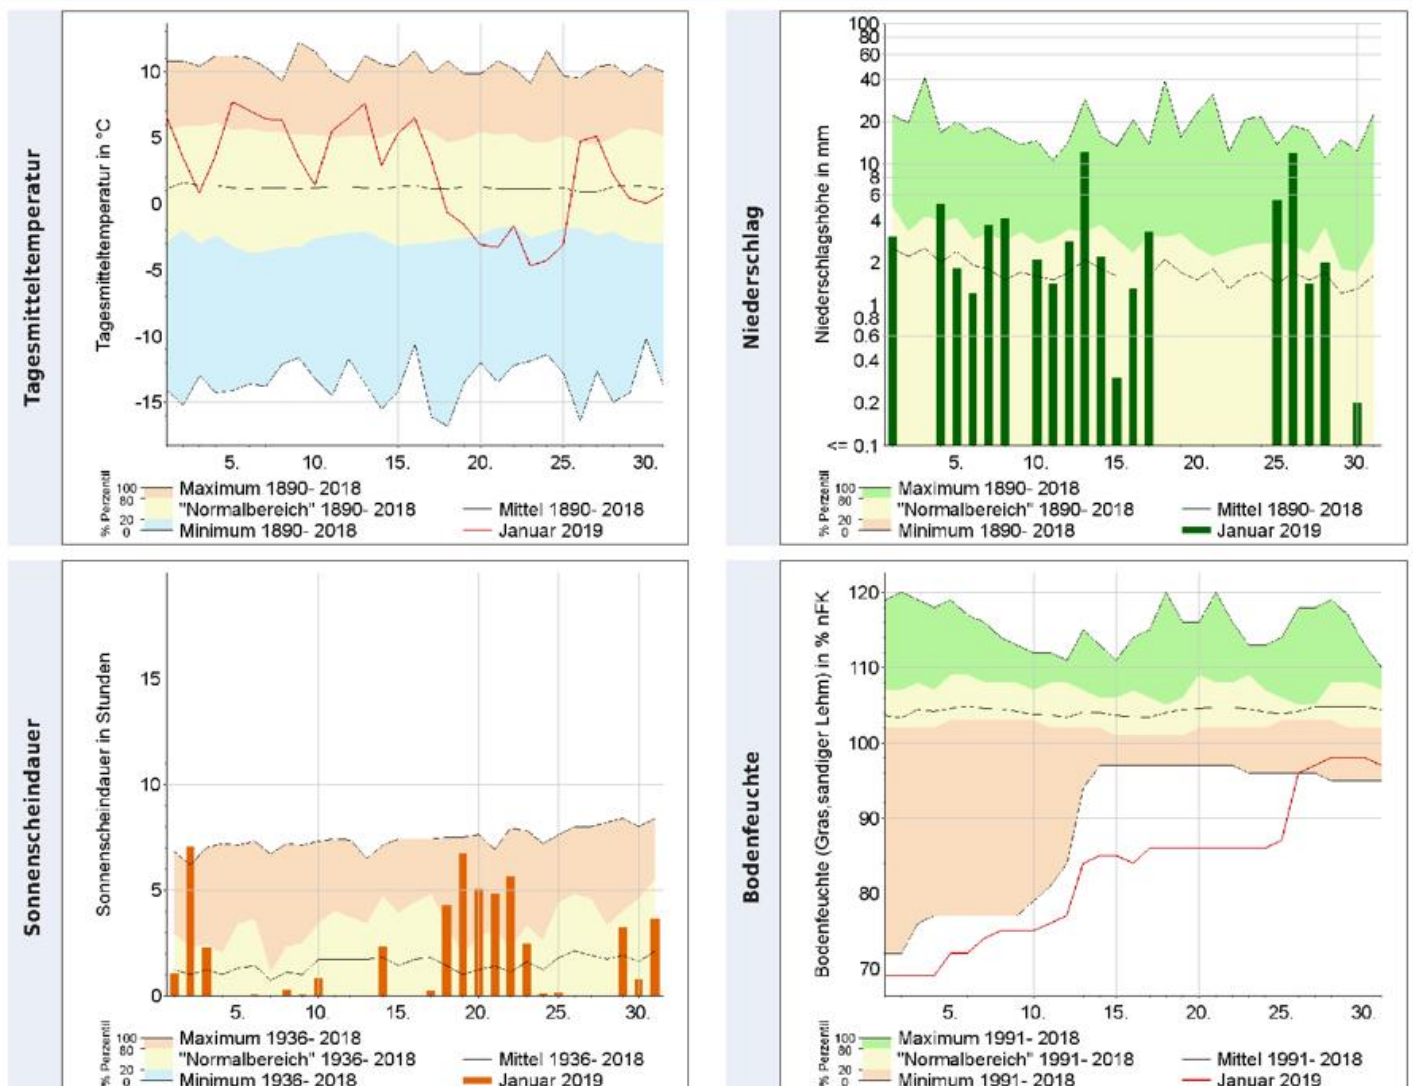 Tagesmitteltemperatur
Tagesmitteltemperatur in °C
10
5
0
-5
-10
-15
5. 10. 15. 20. 25. 30.
% Perzentil
100
80
20
0
Maximum 1890- 2018
"Normalbereich" 1890- 2018
Minimum 1890- 2018
Mittel 1890- 2018
Januar 2019
Niederschlag
Niederschlagshöhe in mm
100
80
60
40
20
10
8
6
4
2
1
0.8
0.6
0.4
0.2
<= 0.1
5. 10. 15. 20. 25. 30.
% Perzentil
100
80
20
0
Maximum 1890- 2018
"Normalbereich" 1890- 2018
Minimum 1890- 2018
Mittel 1890- 2018
Januar 2019
Sonnenscheindauer
Sonnenscheindauer in Stunden
15
10
5
0
5. 10. 15. 20. 25. 30.
% Perzentil
100
80
20
0
Maximum 1936- 2018
"Normalbereich" 1936- 2018
Minimum 1936- 2018
Mittel 1936- 2018
Januar 2019
Bodenfeuchte
Bodenfeuchte (Gras,sandiger Lehm) in % nFK
120
110
100
90
80
70
5. 10. 15. 20. 25. 30.
% Perzentil
100
80
20
0
Maximum 1991- 2018
"Normalbereich" 1991- 2018
Minimum 1991- 2018
Mittel 1991- 2018
Januar 2019